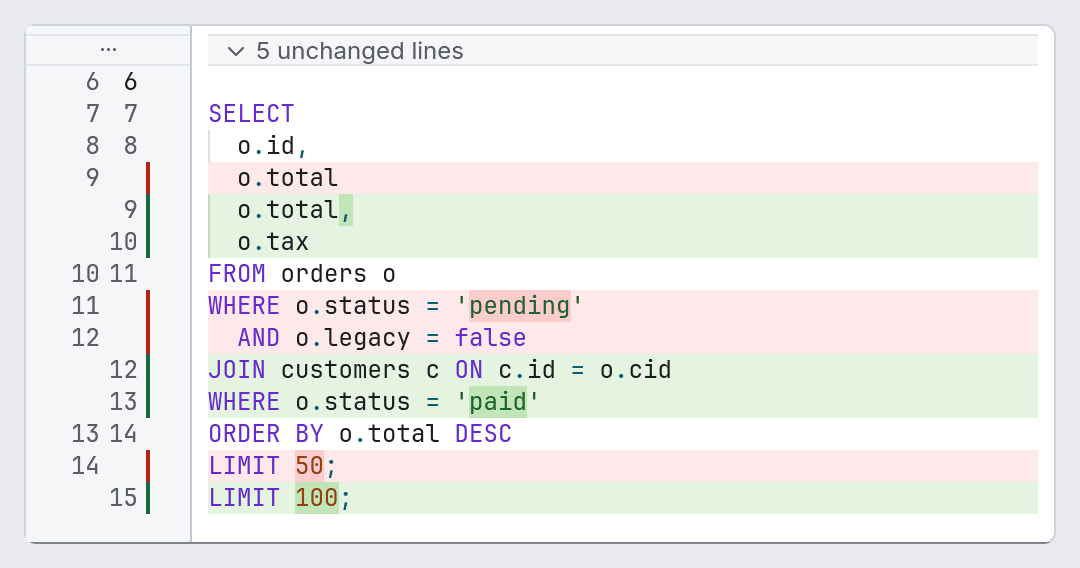 ··· 5 unchanged lines
6 6
7 7 SELECT
8 8   o.id,
9   o.total
9   o.total,
10   o.tax
10 11 FROM orders o
11 WHERE o.status = 'pending'
12   AND o.legacy = false
12 JOIN customers c ON c.id = o.cid
13 WHERE o.status = 'paid'
13 14 ORDER BY o.total DESC
14 LIMIT 50;
15 LIMIT 100;